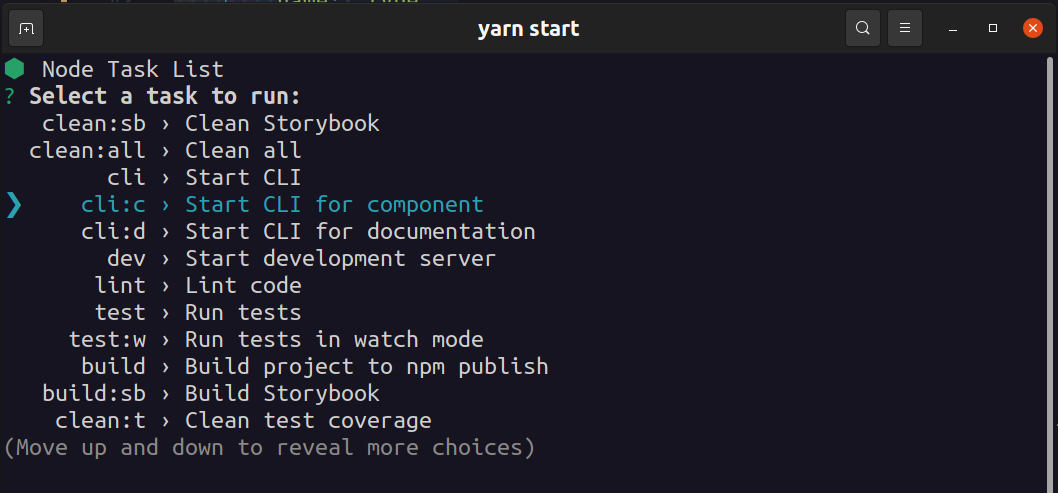 yarn start
Node Task List
? Select a task to run:
clean:sb › Clean Storybook
clean:all › Clean all
cli › Start CLI
❯ cli:c › Start CLI for component
cli:d › Start CLI for documentation
dev › Start development server
lint › Lint code
test › Run tests
test:w › Run tests in watch mode
build › Build project to npm publish
build:sb › Build Storybook
clean:t › Clean test coverage
(Move up and down to reveal more choices)